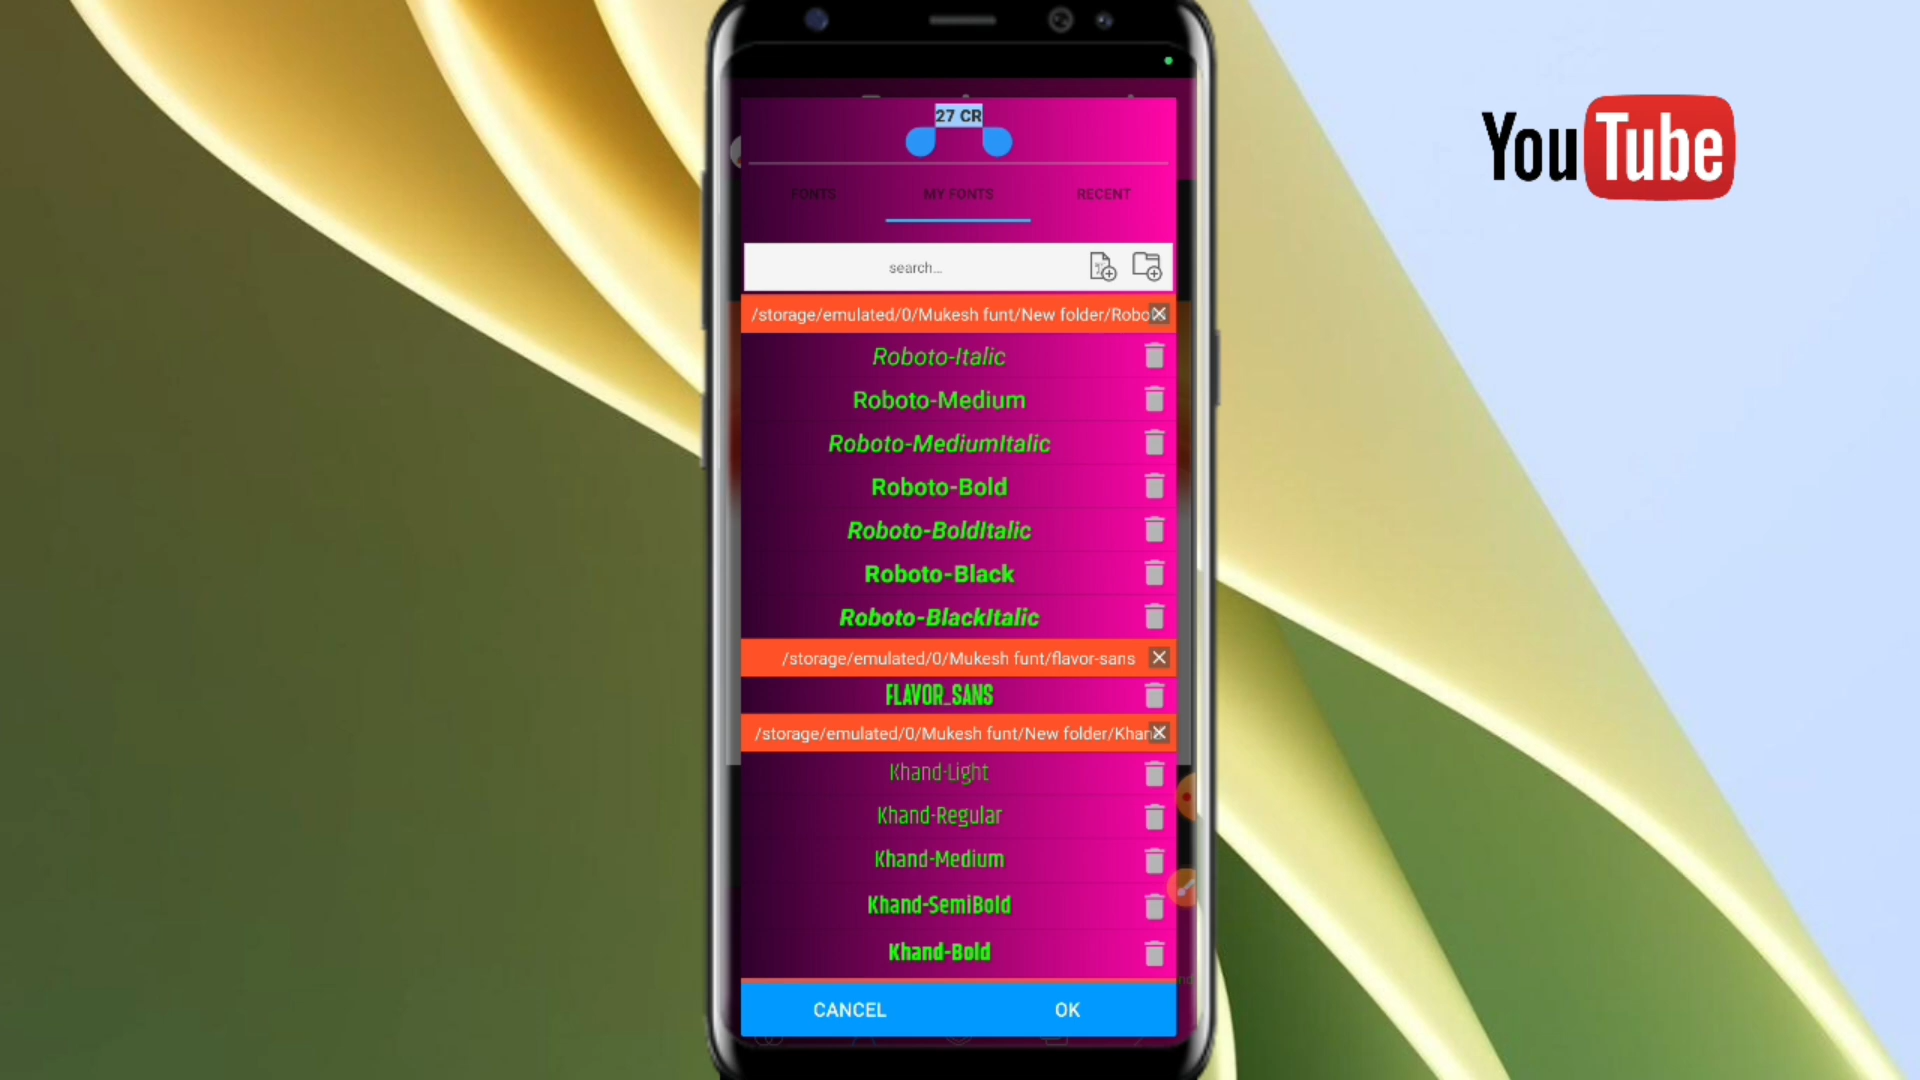 YouTube
27 CR
FONTS
MY FONTS
RECENT
search...
/storage/emulated/0/Mukesh funt/New folder/Robo
Roboto-Italic
Roboto-Medium
Roboto-MediumItalic
Roboto-Bold
Roboto-BoldItalic
Roboto-Black
Roboto-BlackItalic
/storage/emulated/0/Mukesh funt/flavor-sans
FLAVOR_SANS
/storage/emulated/0/Mukesh funt/New folder/Khan
Khand-Light
Khand-Regular
Khand-Medium
Khand-SemiBold
Khand-Bold
CANCEL
OK